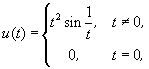 u(t) = { t² sin 1/t, t ≠ 0,
0, t = 0,